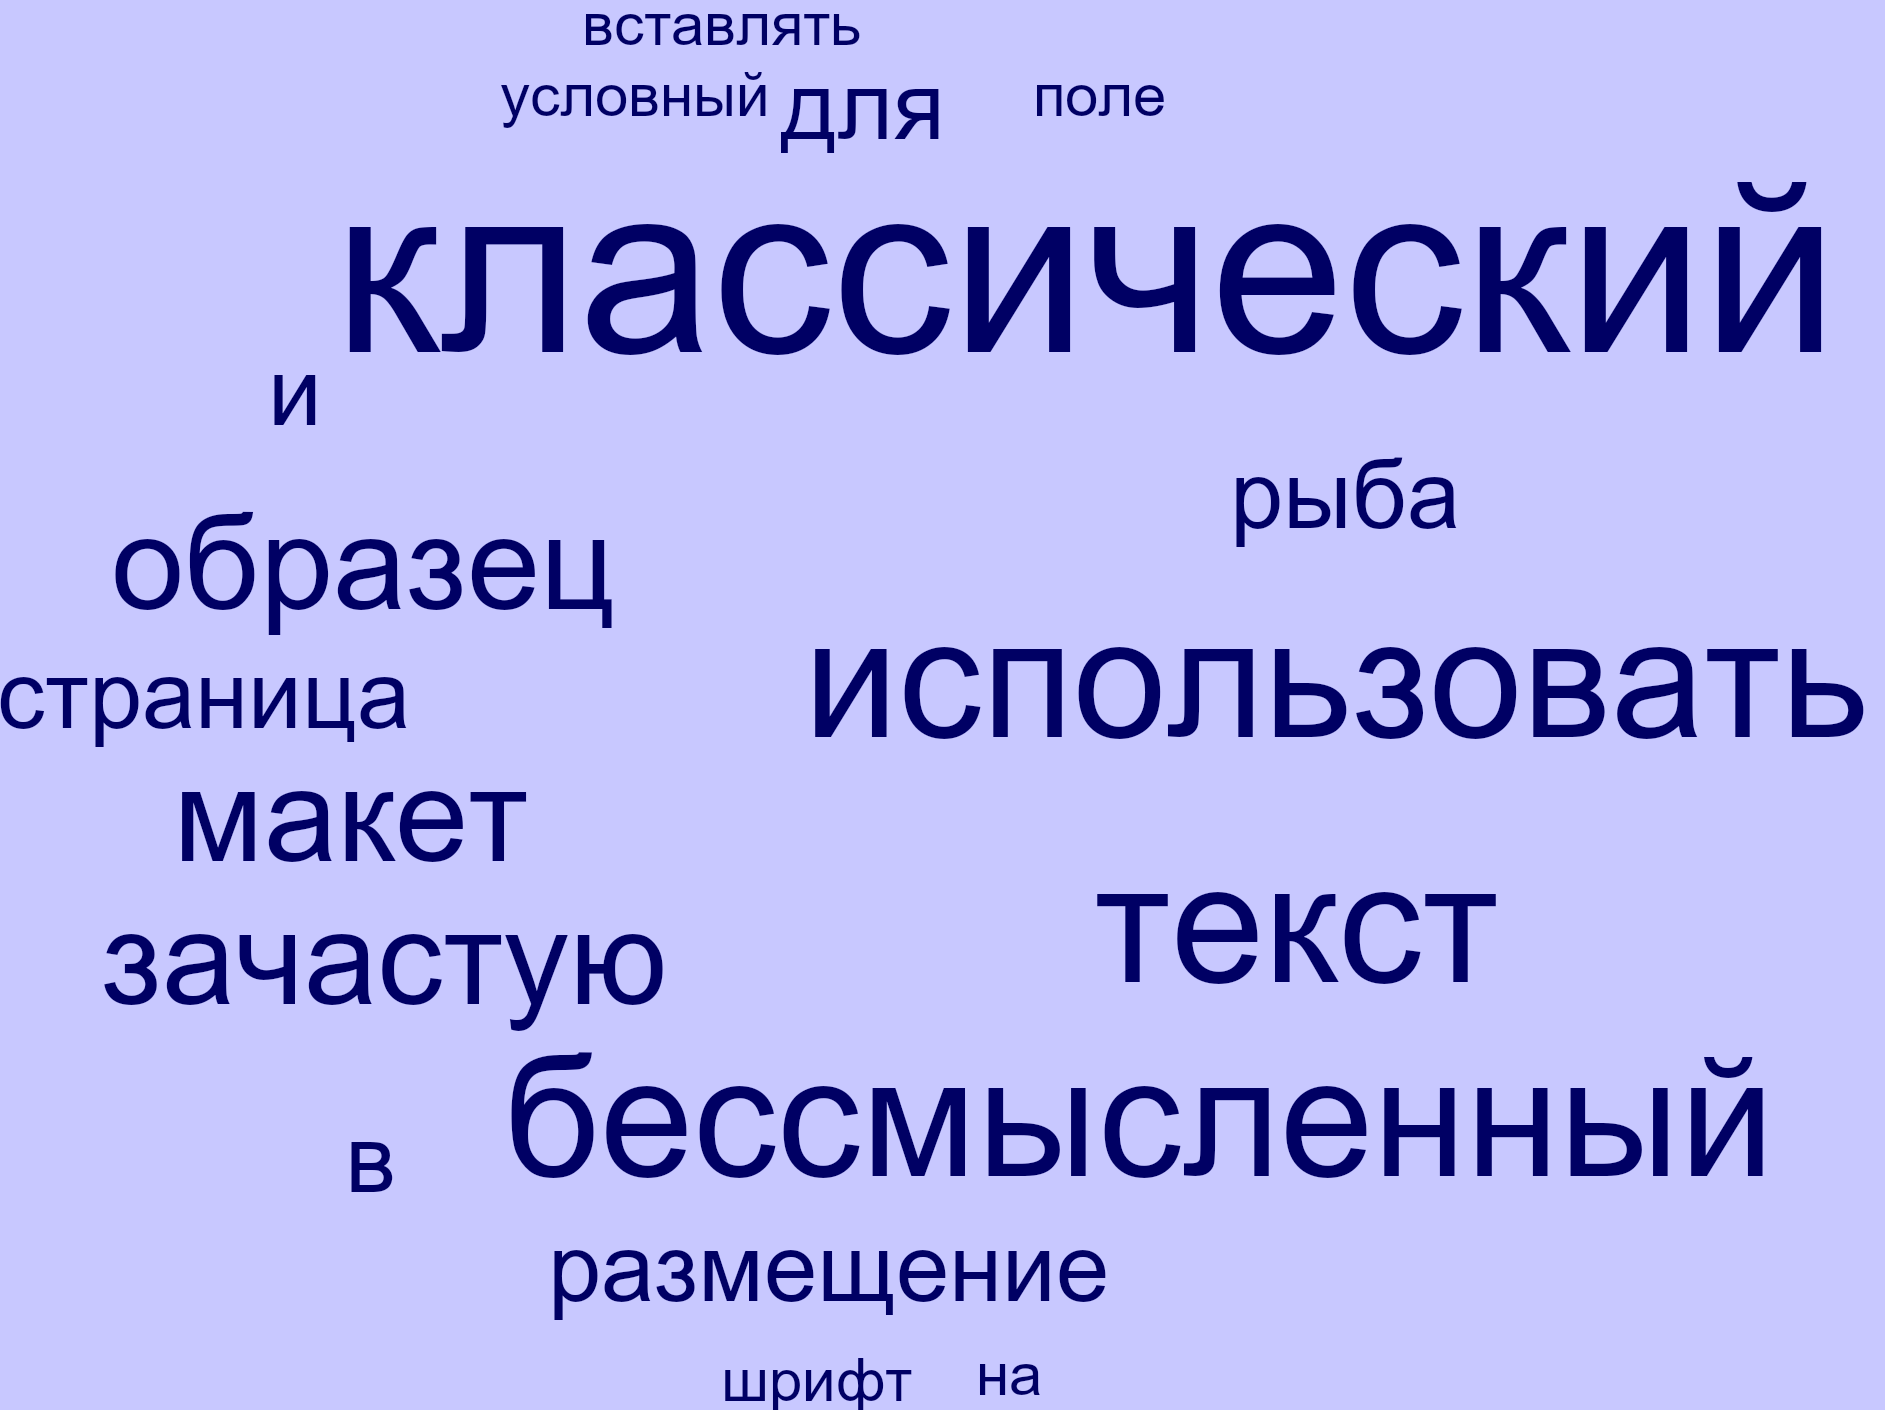 вставлять
условный для поле
классический
и
рыба
образец
использовать
страница
макет
текст
зачастую
бессмысленный
в
размещение
шрифт на